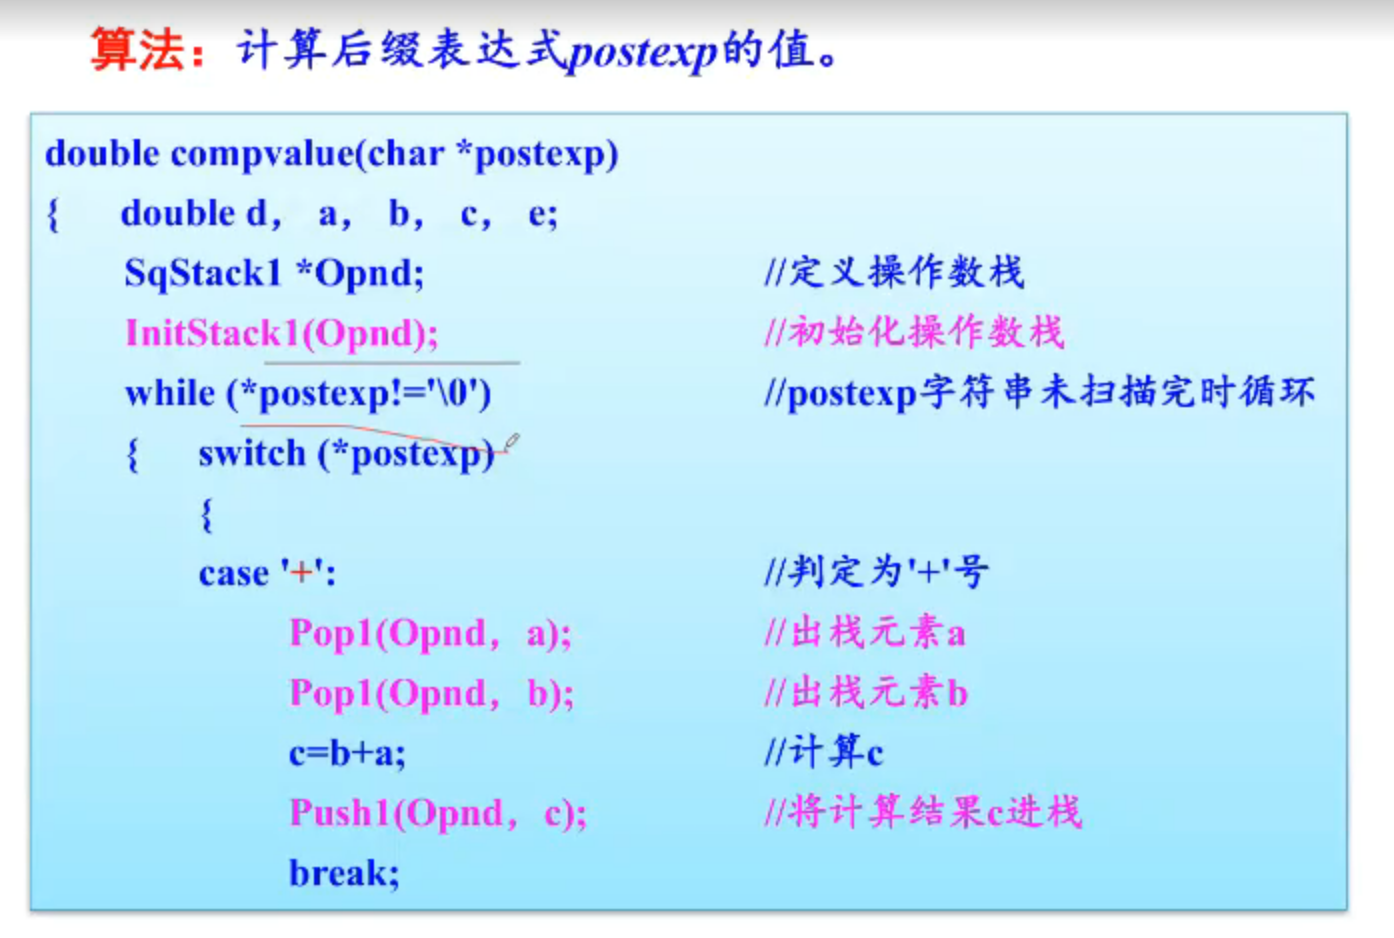 算法：计算后缀表达式postexp的值。
double compvalue(char *postexp)
{ double d， a， b， c， e;
SqStack1 *Opnd; //定义操作数栈
InitStack1(Opnd); //初始化操作数栈
while (*postexp!='\0') //postexp字符串未扫描完时循环
{ switch (*postexp)
{
case '+': //判定为'+'号
Pop1(Opnd，a); //出栈元素a
Pop1(Opnd，b); //出栈元素b
c=b+a; //计算c
Push1(Opnd，c); //将计算结果c进栈
break;